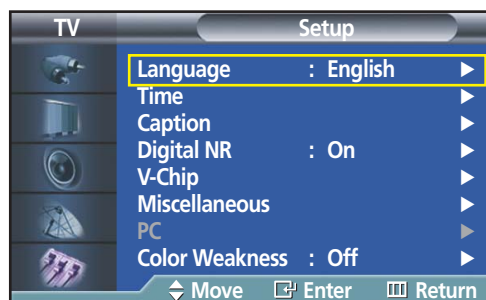 TV Setup
Language : English
Time
Caption
Digital NR : On
V-Chip
Miscellaneous
PC
Color Weakness : Off
Move Enter Return